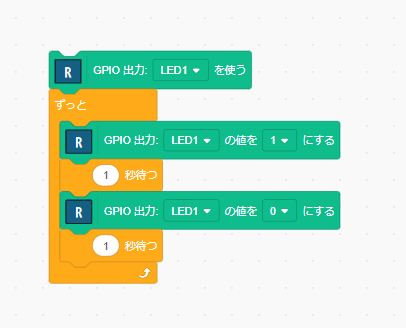 R GPIO 出力: LED1 を使う
ずっと
R GPIO 出力: LED1 の値を 1 にする
1 秒待つ
R GPIO 出力: LED1 の値を 0 にする
1 秒待つ